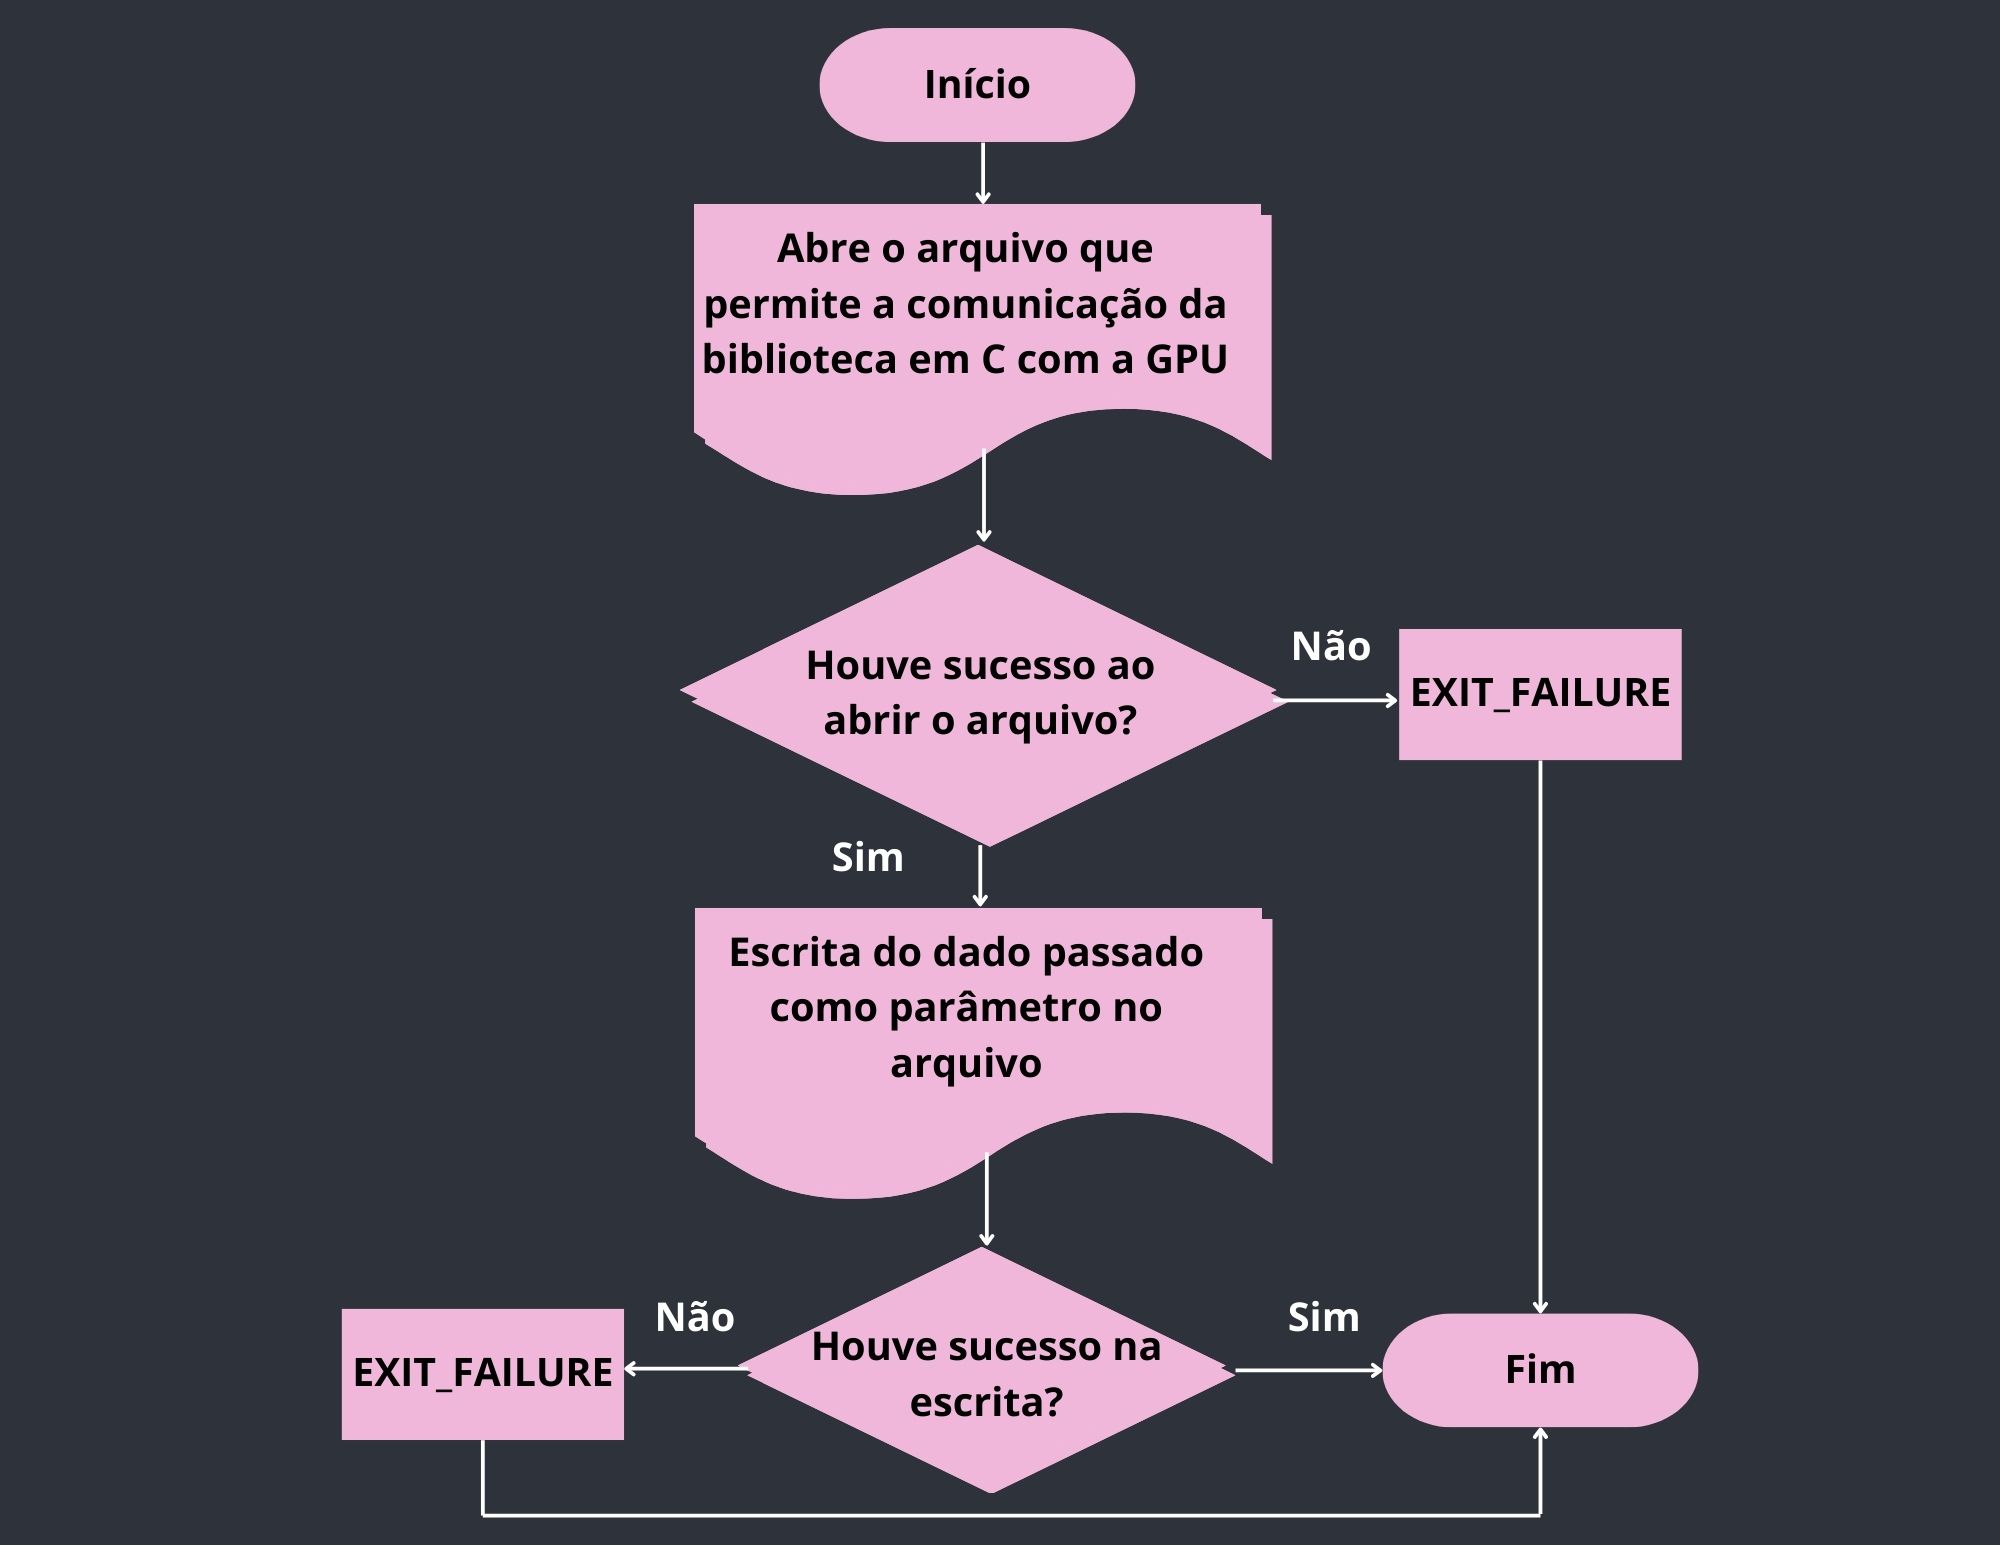 Início
Abre o arquivo que
permite a comunicação da
biblioteca em C com a GPU
Houve sucesso ao
abrir o arquivo?
Não
EXIT_FAILURE
Sim
Escrita do dado passado
como parâmetro no
arquivo
Houve sucesso na
escrita?
Não
EXIT_FAILURE
Sim
Fim